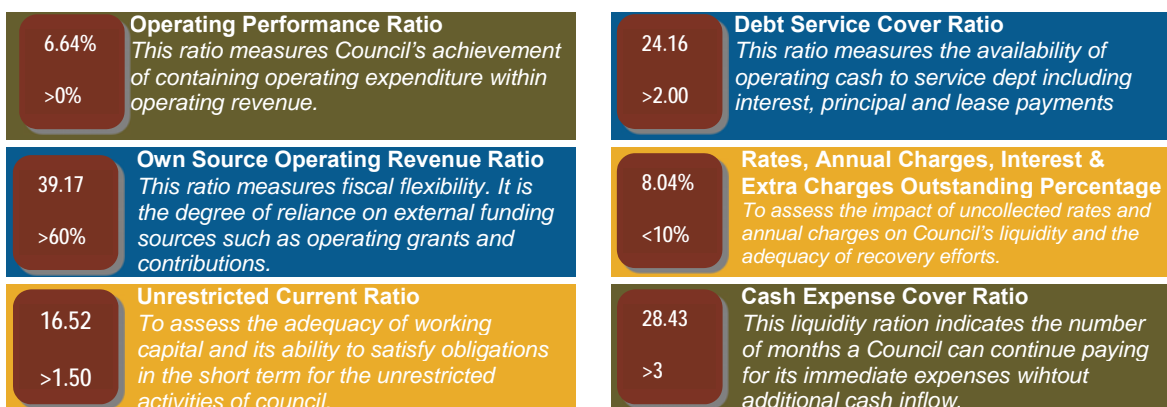 6.64%
>0%
Operating Performance Ratio
This ratio measures Council's achievement
of containing operating expenditure within
operating revenue.
24.16
>2.00
Debt Service Cover Ratio
This ratio measures the availability of
operating cash to service dept including
interest, principal and lease payments
39.17
>60%
Own Source Operating Revenue Ratio
This ratio measures fiscal flexibility. It is
the degree of reliance on external funding
sources such as operating grants and
contributions.
8.04%
<10%
Rates, Annual Charges, Interest &
Extra Charges Outstanding Percentage
To assess the impact of uncollected rates and
annual charges on Council's liquidity and the
adequacy of recovery efforts.
16.52
>1.50
Unrestricted Current Ratio
To assess the adequacy of working
capital and its ability to satisfy obligations
in the short term for the unrestricted
activities of council.
28.43
>3
Cash Expense Cover Ratio
This liquidity ration indicates the number
of months a Council can continue paying
for its immediate expenses wihtout
additional cash inflow.